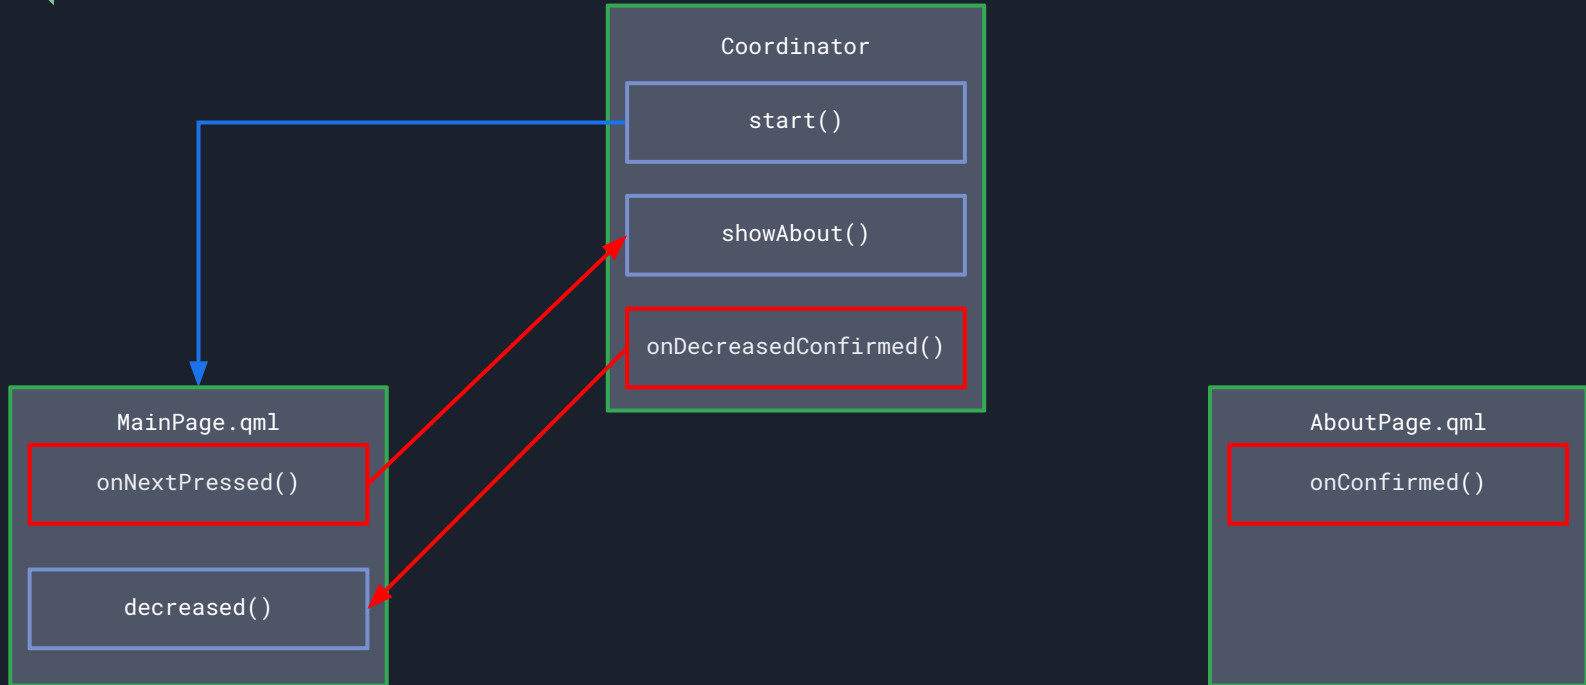 Coordinator
start()
showAbout()
onDecreasedConfirmed()
MainPage.qml
onNextPressed()
decreased()
AboutPage.qml
onConfirmed()